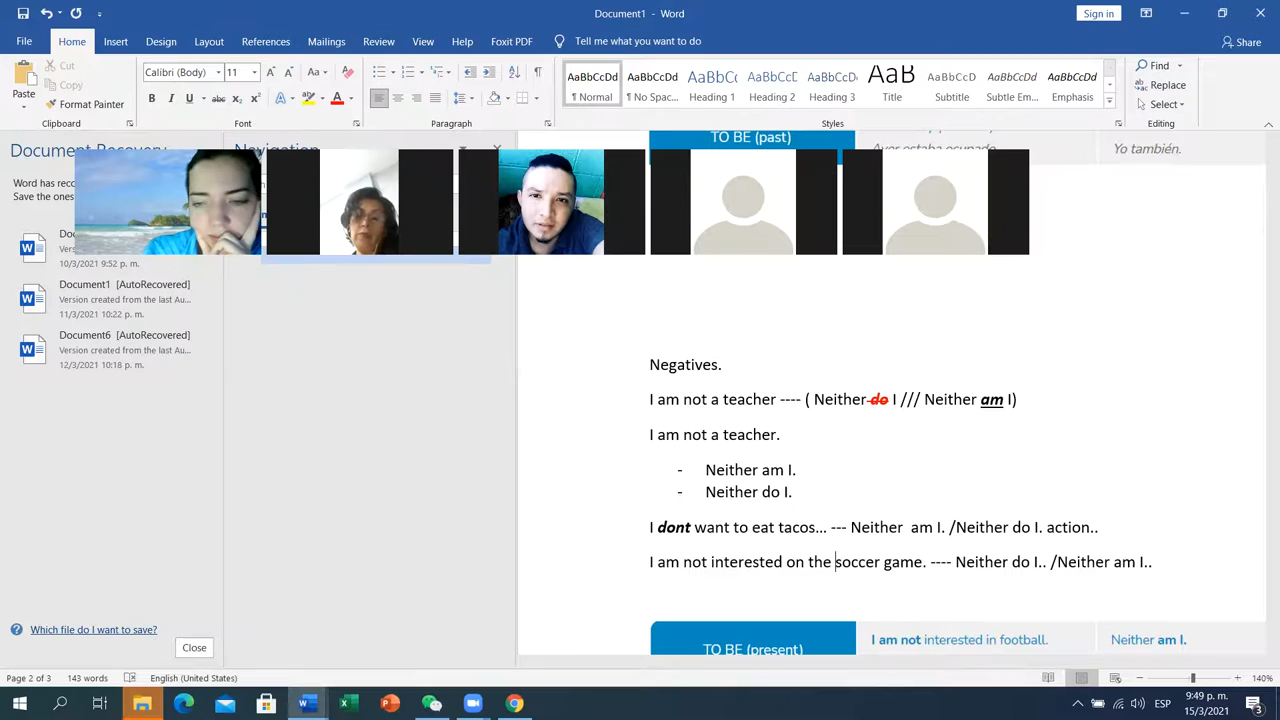 Document1 - Word
Sign in
File Home Insert Design Layout References Mailings Review View Help Foxit PDF Tell me what you want to do
Share
Paste
Cut
Copy
Format Painter
Calibri (Body) 11
AaBbCcDd AaBbCcDd AaBbCc AaBbCcD AaBbCcDd AaB AaBbCcD AaBbCcDd AaBbCcDd
¶ Normal ¶ No Spac... Heading 1 Heading 2 Heading 3 Title Subtitle Subtle Em... Emphasis
Find
Replace
Select
Clipboard Font Paragraph Styles Editing
TO BE (past)
Ayer estaba ocupado.
Yo también.
Navigation
Word has
Save the ones
10/3/2021 9:52 p. m.
Document1 [AutoRecovered]
Version created from the last Au...
11/3/2021 10:22 p. m.
Document6 [AutoRecovered]
Version created from the last Au...
12/3/2021 10:18 p. m.
Which file do I want to save?
Close
Negatives.
I am not a teacher ---- ( Neither do I /// Neither am I)
I am not a teacher.
- Neither am I.
- Neither do I.
I dont want to eat tacos... --- Neither am I. /Neither do I. action..
I am not interested on the soccer game. ---- Neither do I.. /Neither am I..
TO BE (present)
I am not interested in football.
Neither am I.
Page 2 of 3 143 words English (United States) 140%
ESP
9:49 p. m.
15/3/2021
3